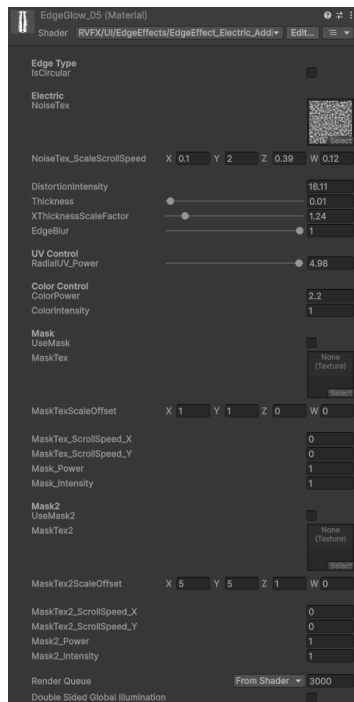 EdgeGlow_05 (Material)
Shader RVFX/UI/EdgeEffects/EdgeEffect_Electric_Addi Edit...
Edge Type
IsCircular
Electric
NoiseTex
Select
NoiseTex_ScaleScrollSpeed X 0.1 Y 2 Z 0.39 W 0.12
DistortionIntensity 16.11
Thickness 0.01
XThicknessScaleFactor 1.24
EdgeBlur 1
UV Control
RadialUV_Power 4.98
Color Control
ColorPower 2.2
ColorIntensity 1
Mask
UseMask
MaskTex None
(Texture)
Select
MaskTexScaleOffset X 1 Y 1 Z 0 W 0
MaskTex_ScrollSpeed_X 0
MaskTex_ScrollSpeed_Y 0
Mask_Power 1
Mask_Intensity 1
Mask2
UseMask2
MaskTex2 None
(Texture)
Select
MaskTex2ScaleOffset X 5 Y 5 Z 1 W 0
MaskTex2_ScrollSpeed_X 0
MaskTex2_ScrollSpeed_Y 0
Mask2_Power 1
Mask2_Intensity 1
Render Queue From Shader 3000
Double Sided Global Illumination